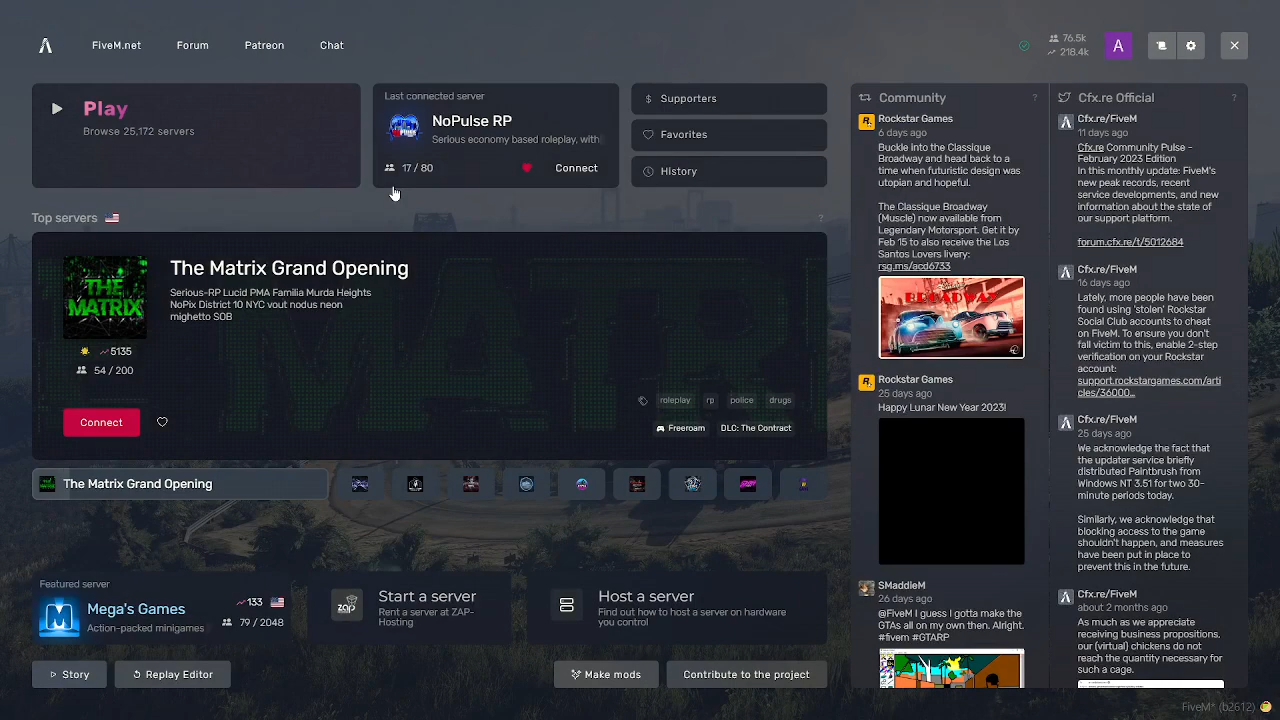 FiveM.net
Forum
Patreon
Chat
76.5k
218.4k
A
Play
Browse 25,172 servers
Last connected server
NoPulse RP
Serious economy based roleplay, with
17 / 80
Connect
Supporters
Favorites
History
Top servers
?
THE
MATRIX
5135
54 / 200
Connect
The Matrix Grand Opening
Serious-RP Lucid PMA Familia Murda Heights
NoPix District 10 NYC vout nodus neon
mighetto SOB
roleplay
rp
police
drugs
Freeroam
DLC: The Contract
The Matrix Grand Opening
Featured server
Mega's Games
Action-packed minigames
133
79 / 2048
ZAP
Start a server
Rent a server at ZAP-
Hosting
Host a server
Find out how to host a server on hardware
you control
Story
Replay Editor
Make mods
Contribute to the project
Community
?
Rockstar Games
6 days ago
Buckle into the Classique
Broadway and head back to a
time when futuristic design was
utopian and hopeful.
The Classique Broadway
(Muscle) now available from
Legendary Motorsport. Get it by
Feb 15 to also receive the Los
Santos Lovers livery:
rsg.ms/acd6733
BROADWAY
Rockstar Games
25 days ago
Happy Lunar New Year 2023!
SMaddieM
26 days ago
@FiveM I guess I gotta make the
GTAs all on my own then. Alright.
#fivem #GTARP
Cfx.re Official
?
Cfx.re/FiveM
11 days ago
Cfx.re Community Pulse -
February 2023 Edition
In this monthly update: FiveM's
new peak records, recent
service developments, and new
information about the state of
our support platform.
forum.cfx.re/t/5012684
Cfx.re/FiveM
16 days ago
Lately, more people have been
found using 'stolen' Rockstar
Social Club accounts to cheat
on FiveM. To ensure you don't
fall victim to this, enable 2-step
verification on your Rockstar
account:
support.rockstargames.com/arti
cles/36000…
Cfx.re/FiveM
25 days ago
We acknowledge the fact that
the updater service briefly
distributed Paintbrush from
Windows NT 3.51 for two 30-
minute periods today.
Similarly, we acknowledge that
blocking access to the game
shouldn't happen, and measures
have been put in place to
prevent this in the future.
Cfx.re/FiveM
about 2 months ago
As much as we appreciate
receiving business propositions,
our (virtual) chickens do not
reach the quantity necessary for
such a cage.
FiveM* (b2612)